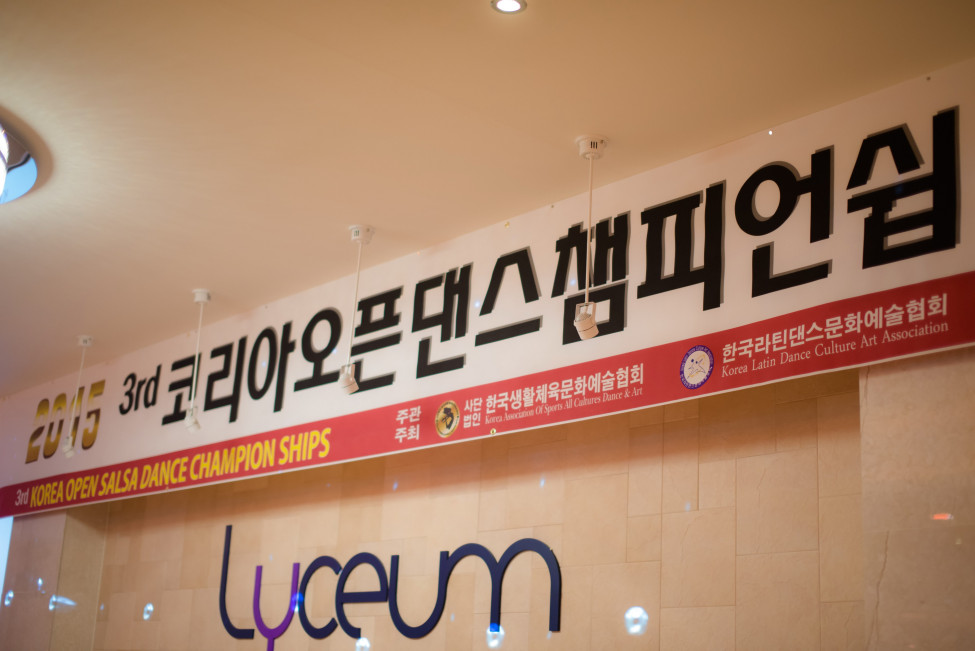 2015 3rd 코리아오픈댄스챔피언쉽
3rd KOREA OPEN SALSA DANCE CHAMPION SHIPS
주관
주최
사단
법인
한국생활체육문화예술협회
Korea Association Of Sports All Cultures Dance & Art
한국라틴댄스문화예술협회
Korea Latin Dance Culture Art Association
Lyceum